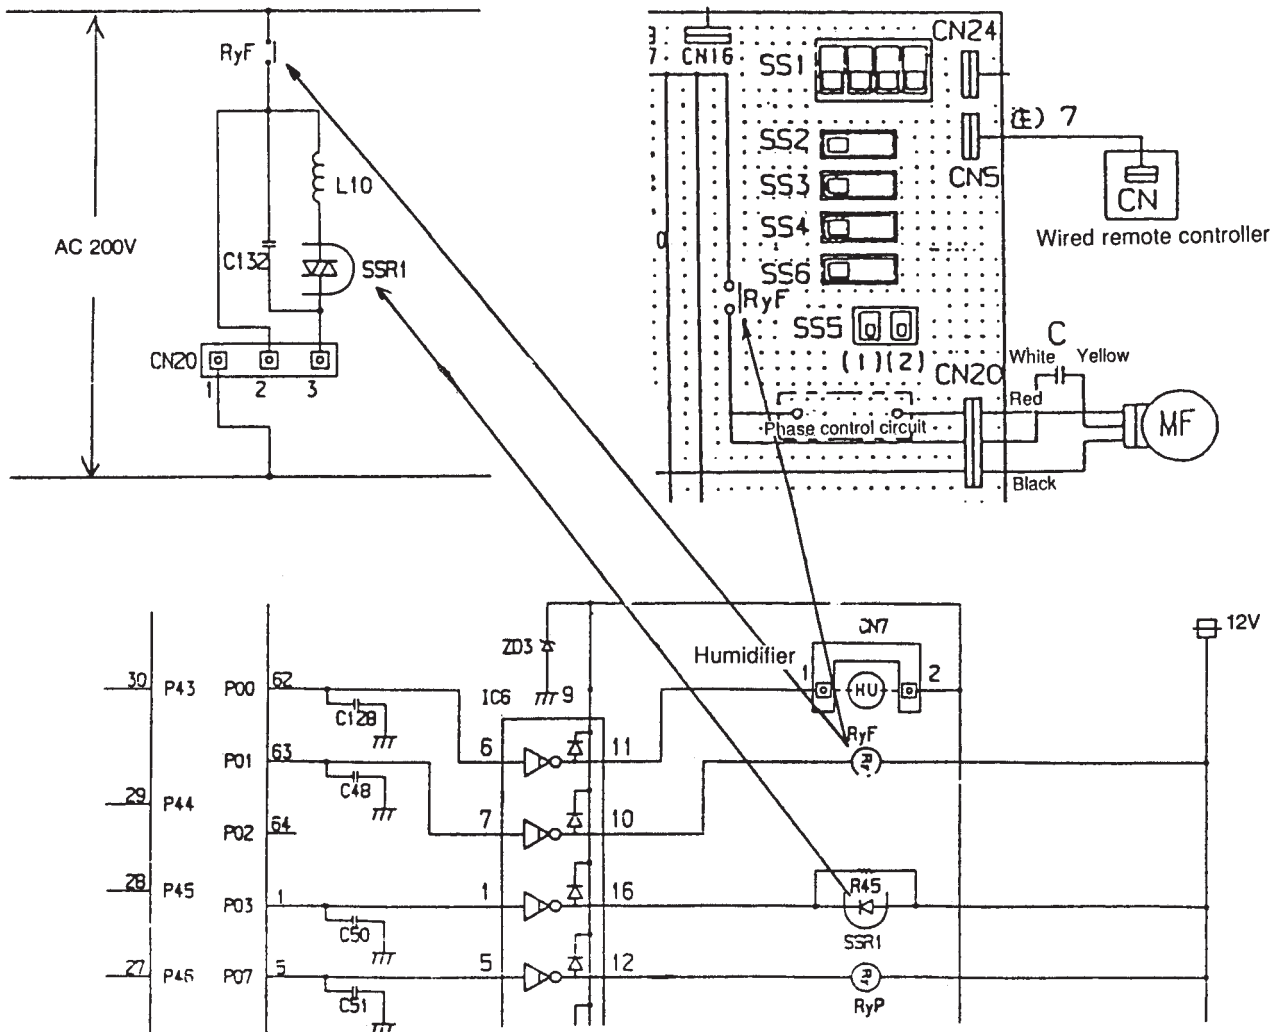 RyF
AC 200V
L10
C132
SSR1
CN20
1 2 3
7
CN16
SS1
CN24
7
SS2
SS3
CN5
CN
SS4
Wired remote controller
SS6
RyF
SS5
(1)(2)
C
White Yellow
CN20
Red
Phase control circuit
MF
Black
12V
ZD3
CN7
Humidifier
1 HU 2
30 P43 P00 62
IC6 9
C128
6 11
RyF
63
P01
Ry
C48
29 P44
7 10
64
P02
28 P45
R45
P03 1
1 16
C50
SSR1
27 P46 P07 5
5 12
Ry
C51
RyP